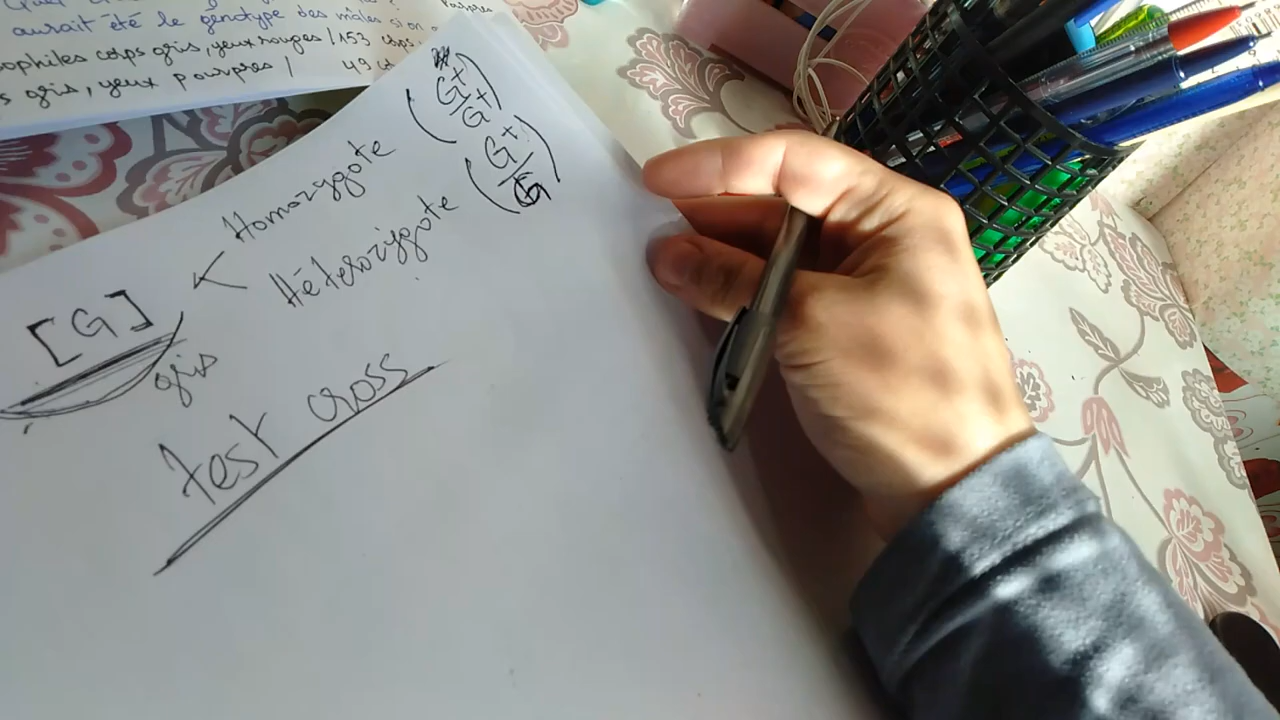 aurait été le génotype des mâles si on
ophiles corps gris, yeux rouges / 153
s gris, yeux pourpres / 49
Homozygote (G+/G+)
[G] <
Hétérozygote (G+/G)
gris
test cross